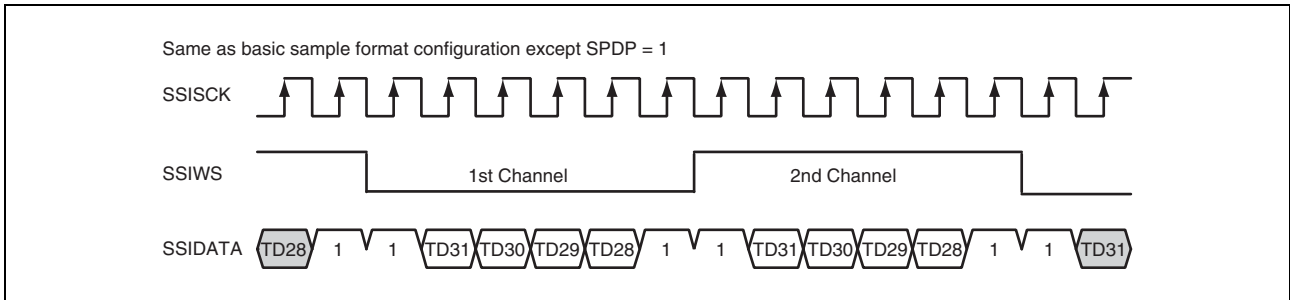 Same as basic sample format configuration except SPDP = 1
SSISCK
SSIWS 1st Channel 2nd Channel
SSIDATA TD28 1 1 TD31 TD30 TD29 TD28 1 1 TD31 TD30 TD29 TD28 1 1 TD31